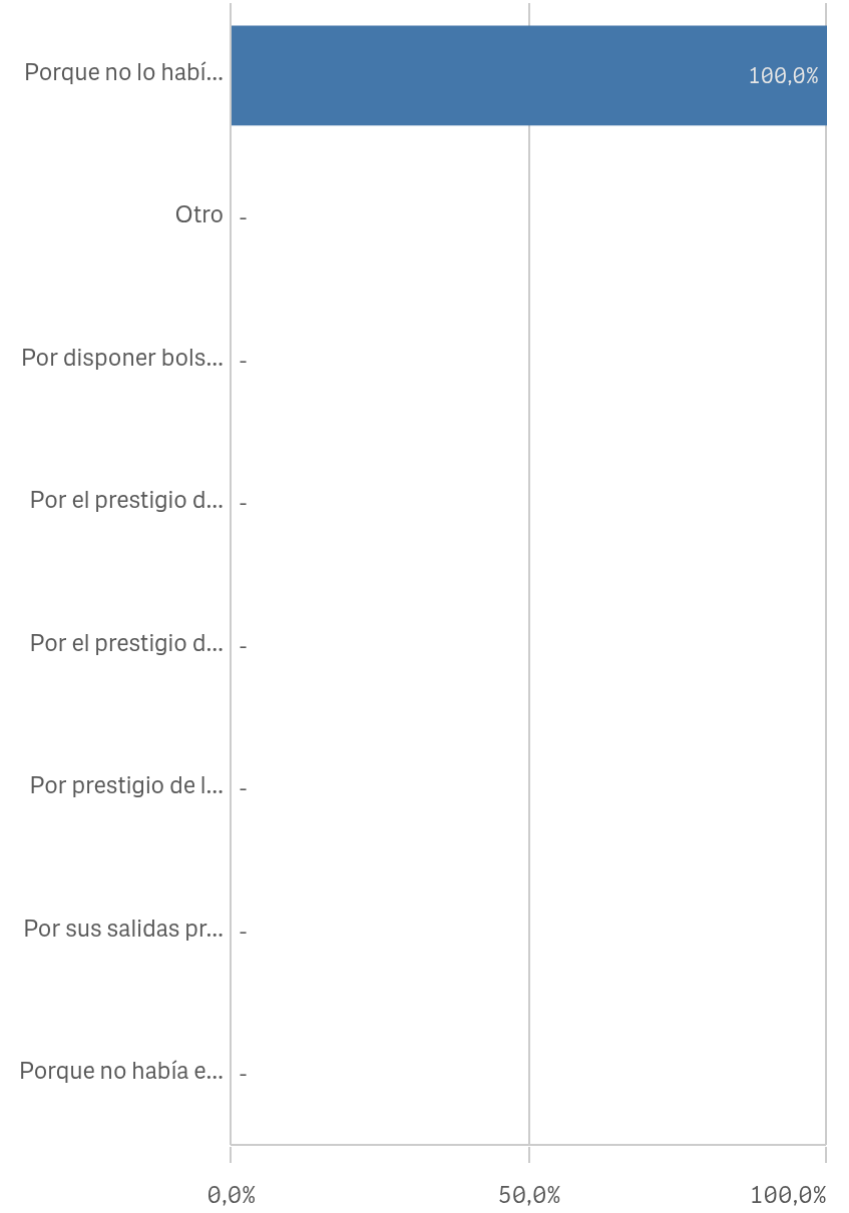 Porque no lo habí...
100,0%
Otro
-
Por disponer bols...
-
Por el prestigio d...
-
Por el prestigio d...
-
Por prestigio de l...
-
Por sus salidas pr...
-
Porque no había e...
-
0,0%
50,0%
100,0%